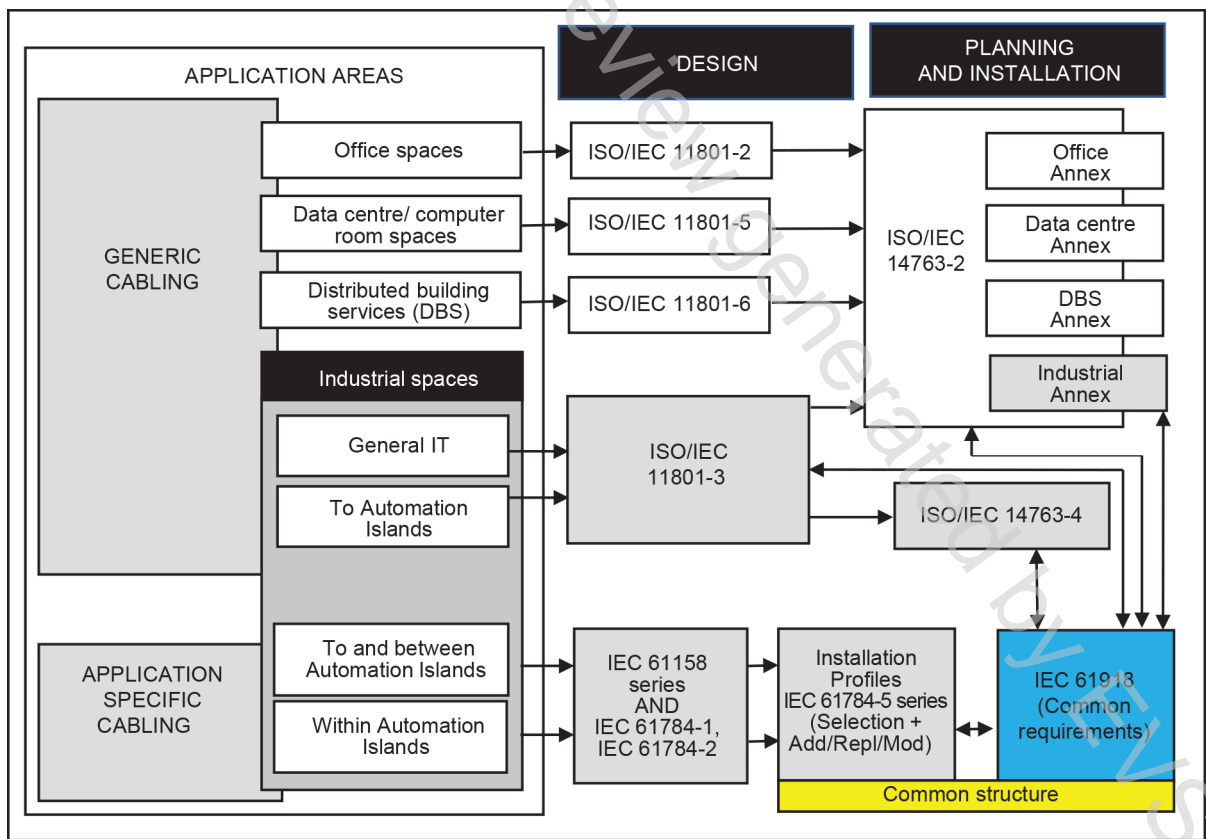 APPLICATION AREAS
DESIGN
PLANNING
AND INSTALLATION
GENERIC
CABLING
Office spaces
ISO/IEC 11801-2
Data centre/ computer
room spaces
ISO/IEC 11801-5
Distributed building
services (DBS)
ISO/IEC 11801-6
ISO/IEC
14763-2
Office
Annex
Data centre
Annex
DBS
Annex
Industrial
Annex
Industrial spaces
General IT
To Automation
Islands
ISO/IEC
11801-3
ISO/IEC 14763-4
APPLICATION
SPECIFIC
CABLING
To and between
Automation Islands
Within Automation
Islands
IEC 61158
series
AND
IEC 61784-1,
IEC 61784-2
Installation
Profiles
IEC 61784-5 series
(Selection +
Add/Repl/Mod)
IEC 61918
(Common
requirements)
Common structure
eview generated by EVS